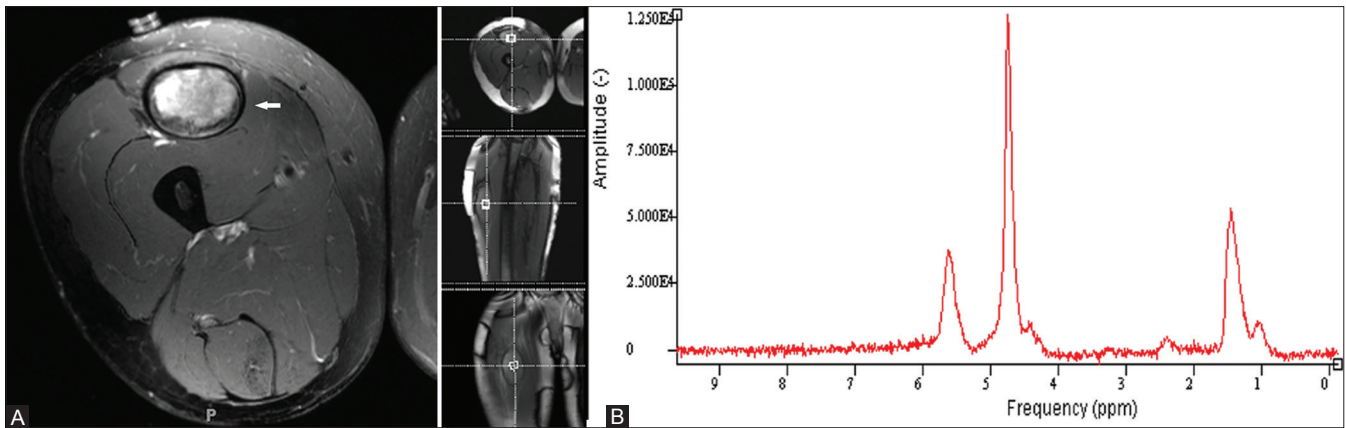 A
P
B
Amplitude (-)
1.250E5
1.000E5
7.500E4
5.000E4
2.500E4
0
9 8 7 6 5 4 3 2 1 0
Frequency (ppm)